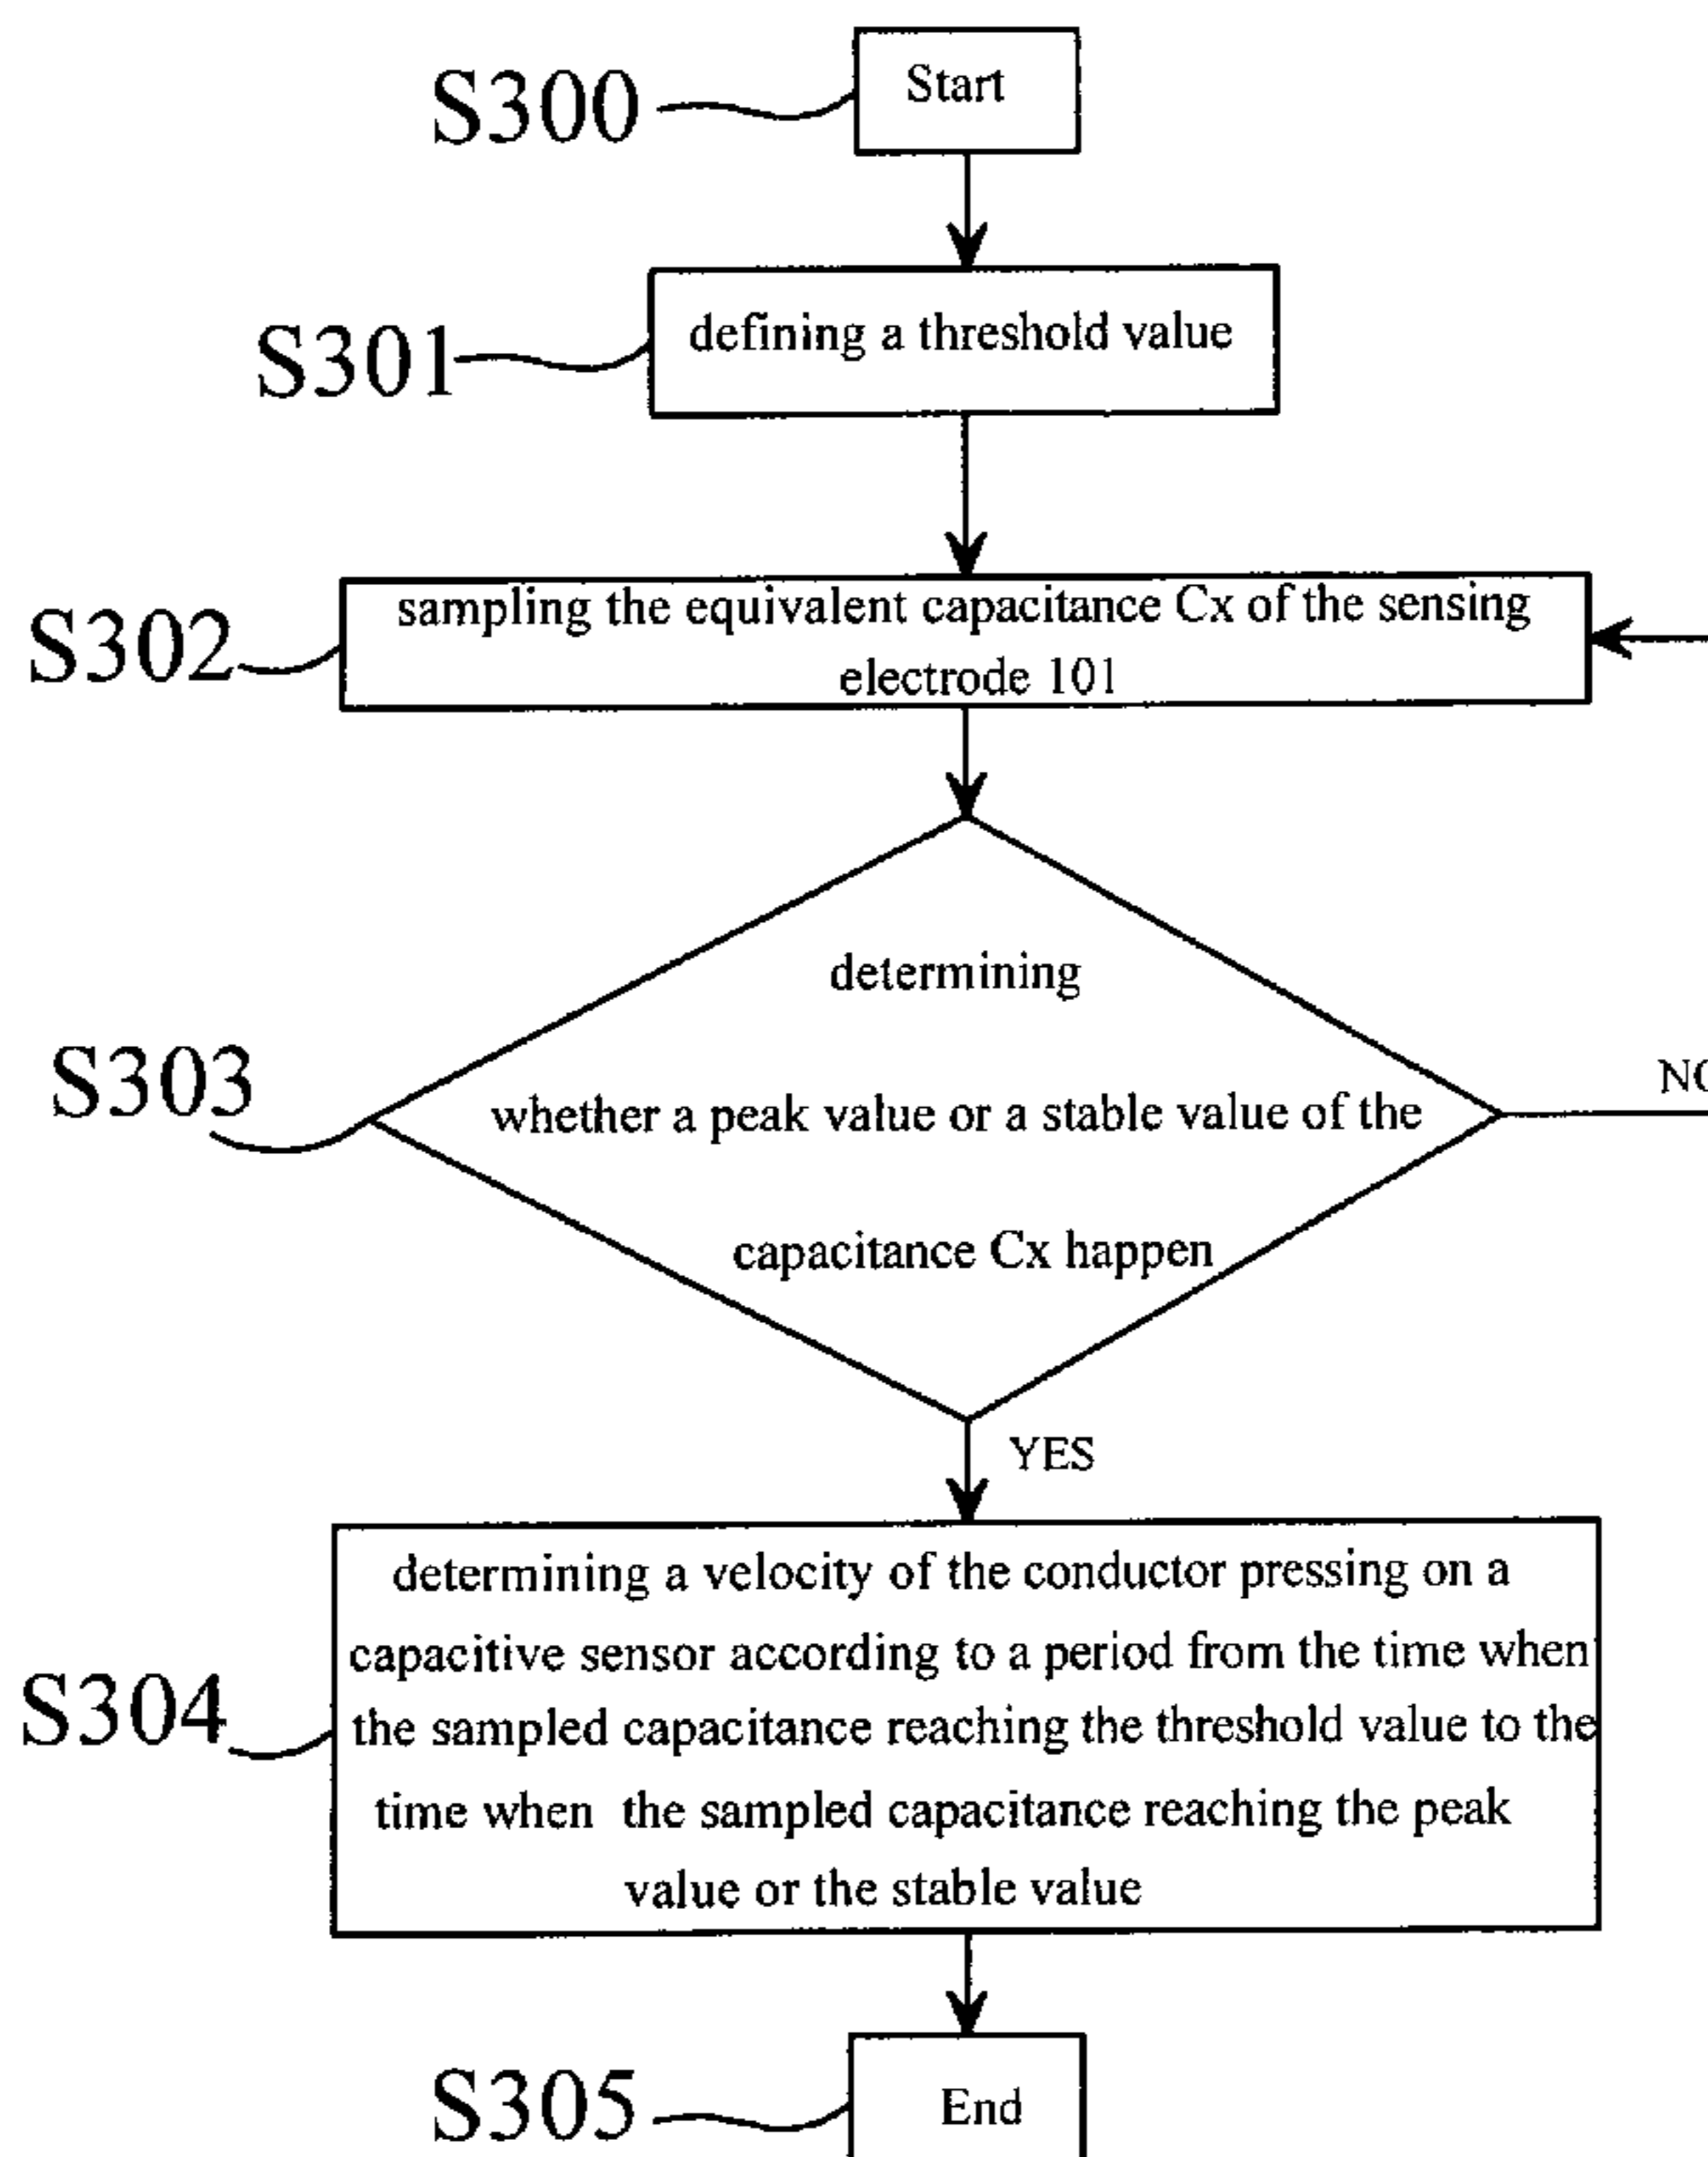 S300
Start
S301
defining a threshold value
S302
sampling the equivalent capacitance Cx of the sensing
electrode 101
S303
determining
whether a peak value or a stable value of the
capacitance Cx happen
YES
S304
determining a velocity of the conductor pressing on a
capacitive sensor according to a period from the time when
the sampled capacitance reaching the threshold value to the
time when the sampled capacitance reaching the peak
value or the stable value
S305
End